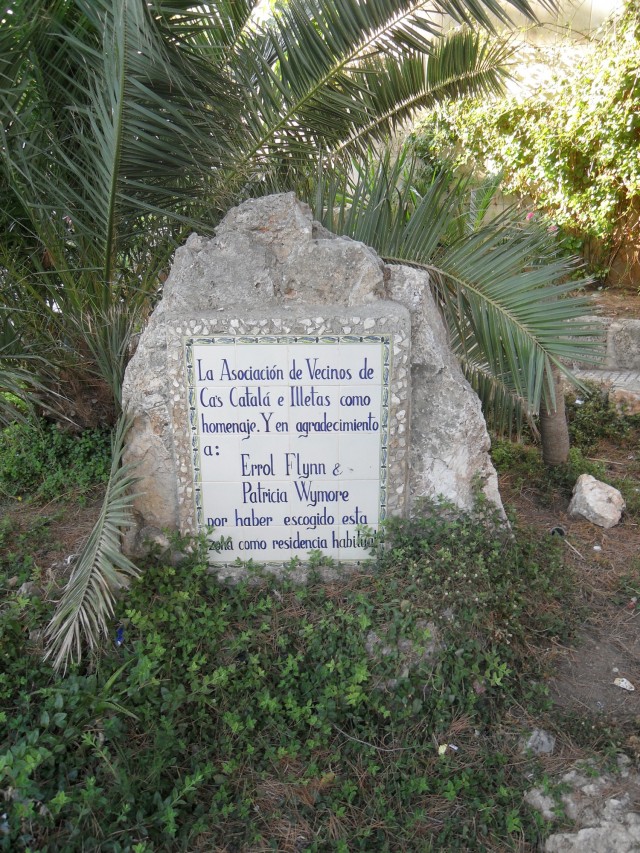 La Asociación de Vecinos de
Ca's Catalá e Illetas como
homenaje. Y en agradecimiento
a:
Errol Flynn &
Patricia Wymore
por haber escogido esta
zona como residencia habitual